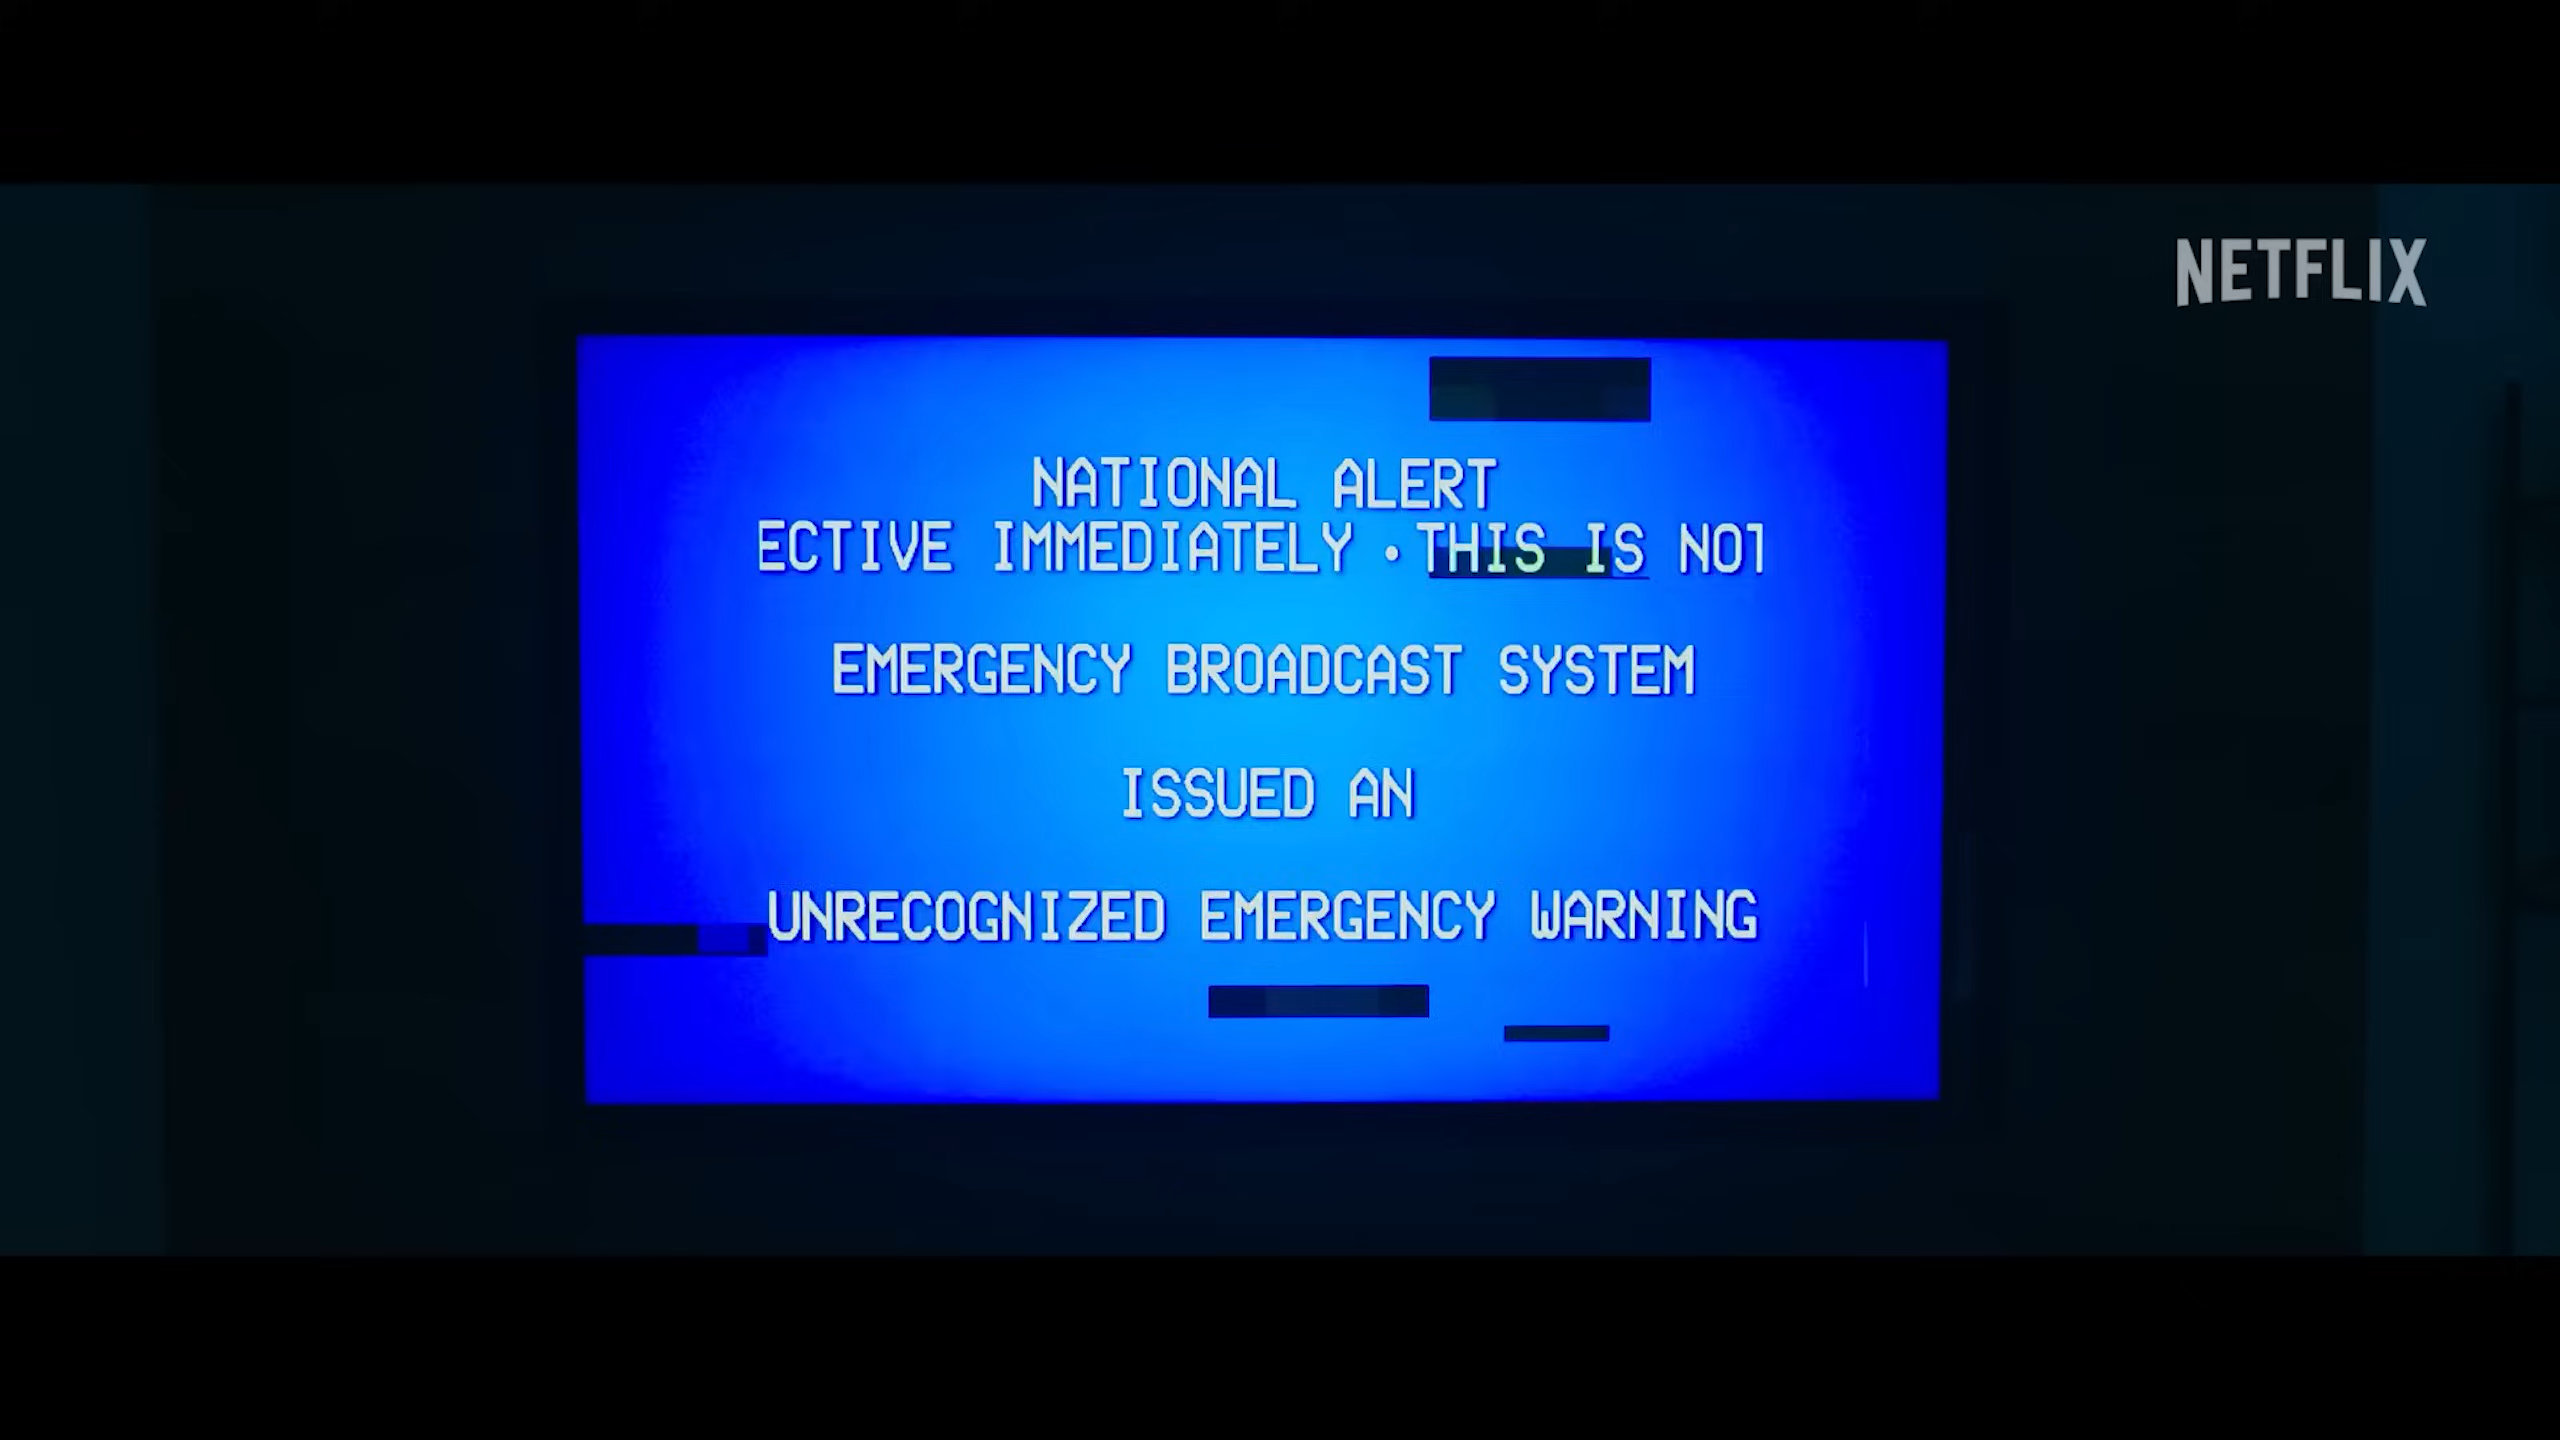 NETFLIX
NATIONAL ALERT
ECTIVE IMMEDIATELY • THIS IS NOT
EMERGENCY BROADCAST SYSTEM
ISSUED AN
UNRECOGNIZED EMERGENCY WARNING